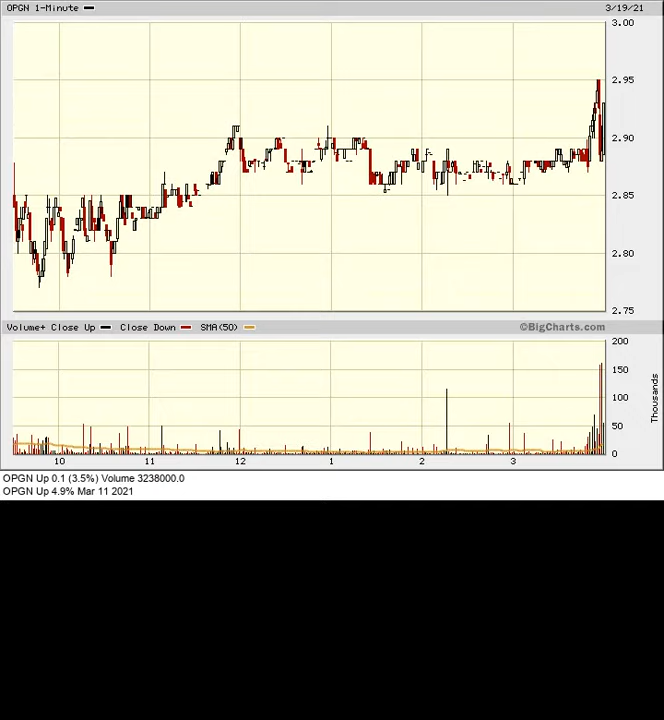 OPGN 1-Minute 3/19/21
3.00
2.95
2.90
2.85
2.80
2.75
Volume+ Close Up Close Down SMA(50) ©BigCharts.com
200
150
100
50
0
Thousands
10 11 12 1 2 3
OPGN Up 0.1 (3.5%) Volume 3238000.0
OPGN Up 4.9% Mar 11 2021